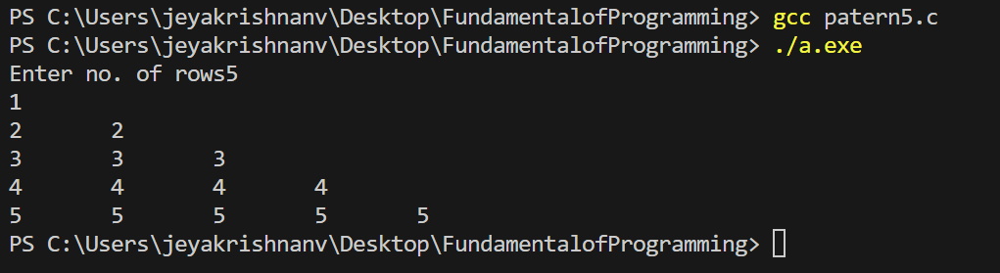 PS C:\Users\jeyakrishnanv\Desktop\FundamentalofProgramming> gcc patern5.c
PS C:\Users\jeyakrishnanv\Desktop\FundamentalofProgramming> ./a.exe
Enter no. of rows5
1
2       2
3       3       3
4       4       4       4
5       5       5       5       5
PS C:\Users\jeyakrishnanv\Desktop\FundamentalofProgramming>